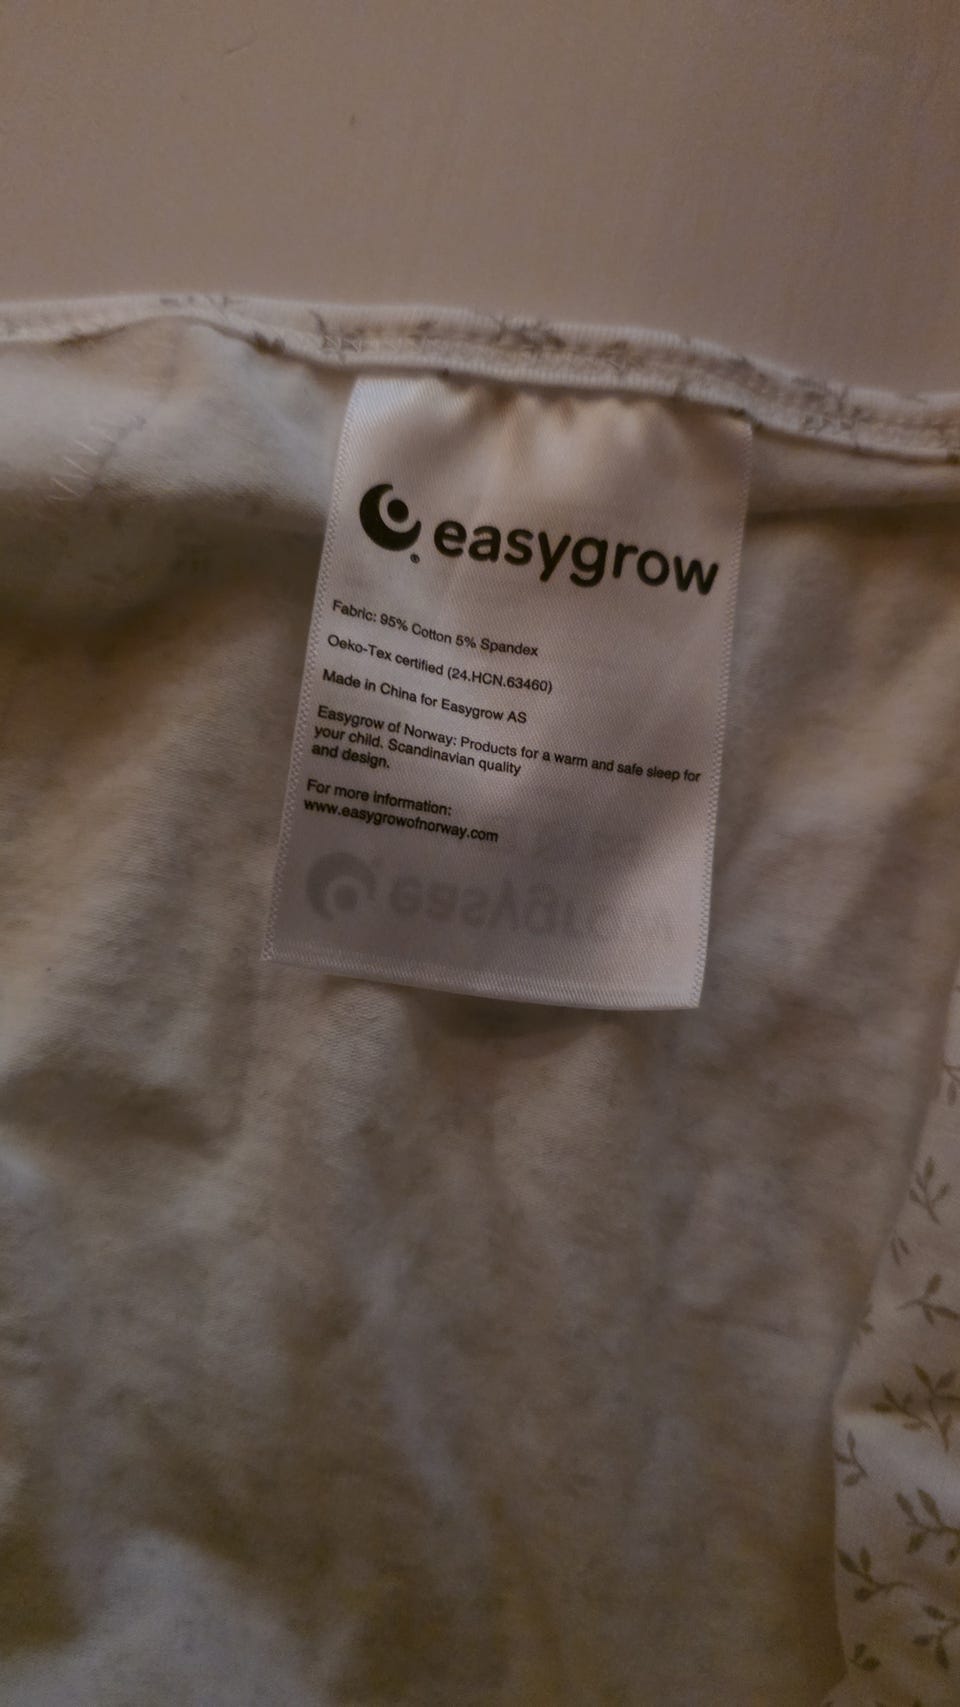 easygrow
Fabric: 95% Cotton 5% Spandex
Oeko-Tex certified (24.HCN.63460)
Made in China for Easygrow AS
Easygrow of Norway: Products for a warm and safe sleep for
your child. Scandinavian quality
and design.
For more information:
www.easygrowofnorway.com
easygrow